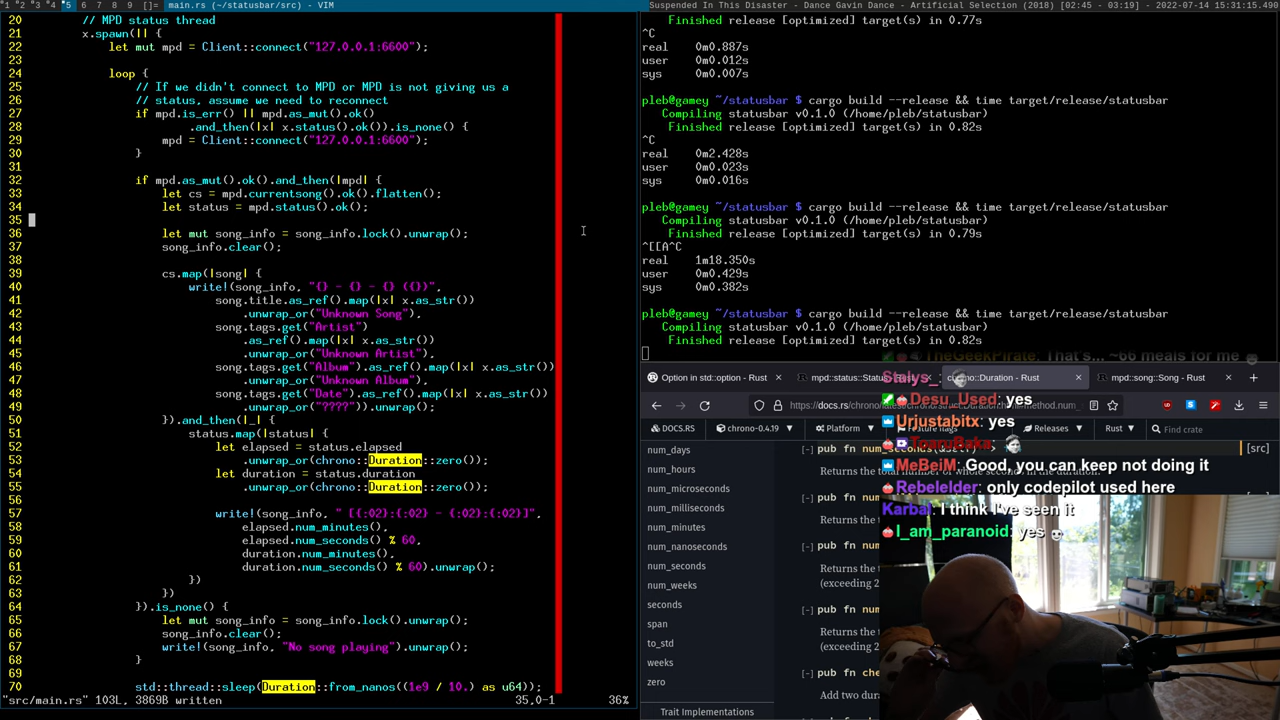 1 2 3 4 5 6 7 8 9 []= main.rs (~/statusbar/src) - VIM
Suspended In This Disaster - Dance Gavin Dance - Artificial Selection (2018) [02:45 - 03:19] - 2022-07-14 15:31:15.490
20 // MPD status thread
21 x.spawn(|| {
22 let mut mpd = Client::connect("127.0.0.1:6600");
23
24 loop {
25 // If we didn't connect to MPD or MPD is not giving us a
26 // status, assume we need to reconnect
27 if mpd.is_err() || mpd.as_mut().ok()
28 .and_then(|x| x.status().ok()).is_none() {
29 mpd = Client::connect("127.0.0.1:6600");
30 }
31
32 if mpd.as_mut().ok().and_then(|mpd| {
33 let cs = mpd.currentsong().ok().flatten();
34 let status = mpd.status().ok();
35
36 let mut song_info = song_info.lock().unwrap();
37 song_info.clear();
38
39 cs.map(|song| {
40 write!(song_info, "{} - {} - {} ({})",
41 song.title.as_ref().map(|x| x.as_str())
42 .unwrap_or("Unknown Song"),
43 song.tags.get("Artist")
44 .as_ref().map(|x| x.as_str())
45 .unwrap_or("Unknown Artist"),
46 song.tags.get("Album").as_ref().map(|x| x.as_str())
47 .unwrap_or("Unknown Album"),
48 song.tags.get("Date").as_ref().map(|x| x.as_str())
49 .unwrap_or("????")).unwrap();
50 }).and_then(|_| {
51 status.map(|status| {
52 let elapsed = status.elapsed
53 .unwrap_or(chrono::Duration::zero());
54 let duration = status.duration
55 .unwrap_or(chrono::Duration::zero());
56
57 write!(song_info, " [{:02}:{:02} - {:02}:{:02}]",
58 elapsed.num_minutes(),
59 elapsed.num_seconds() % 60,
60 duration.num_minutes(),
61 duration.num_seconds() % 60).unwrap();
62 })
63 })
64 }).is_none() {
65 let mut song_info = song_info.lock().unwrap();
66 song_info.clear();
67 write!(song_info, "No song playing").unwrap();
68 }
69
70 std::thread::sleep(Duration::from_nanos((1e9 / 10.) as u64));
"src/main.rs" 103L, 3869B written 35,0-1 36%
Finished release [optimized] target(s) in 0.77s
^C
real 0m0.887s
user 0m0.012s
sys 0m0.007s
pleb@gamey ~/statusbar $ cargo build --release && time target/release/statusbar
Compiling statusbar v0.1.0 (/home/pleb/statusbar)
Finished release [optimized] target(s) in 0.82s
^C
real 0m2.428s
user 0m0.023s
sys 0m0.016s
pleb@gamey ~/statusbar $ cargo build --release && time target/release/statusbar
Compiling statusbar v0.1.0 (/home/pleb/statusbar)
Finished release [optimized] target(s) in 0.79s
^[[A^C
real 1m18.350s
user 0m0.429s
sys 0m0.382s
pleb@gamey ~/statusbar $ cargo build --release && time target/release/statusbar
Compiling statusbar v0.1.0 (/home/pleb/statusbar)
Finished release [optimized] target(s) in 0.82s
TheGeekPirate: That's... ~66 meals for me
Stelys_:
Desu_Used: yes
Urjustabitx: yes
ToaruBaka:
MeBeiM: Good, you can keep not doing it
Rebelelder: only codepilot used here
Karbal: I think I've seen it
I_am_paranoid: yes
Option in std::option - Rust
mpd::status::Status
::Duration - Rust
mpd::song::Song - Rust
https://docs.rs/chrono/
DOCS.RS chrono-0.4.19 Platform Feature flags Releases Rust Find crate
num_days
num_hours
num_microseconds
num_milliseconds
num_minutes
num_nanoseconds
num_seconds
num_weeks
seconds
span
to_std
weeks
zero
Trait Implementations
[-] pub fn num_seconds(&self) [src]
Returns the total number of whole seconds in the duration.
[-] pub fn num
Returns the
[-] pub fn num
Returns the
(exceeding 2
[-] pub fn num
Returns the
(exceeding 2
[-] pub fn che
Add two dura